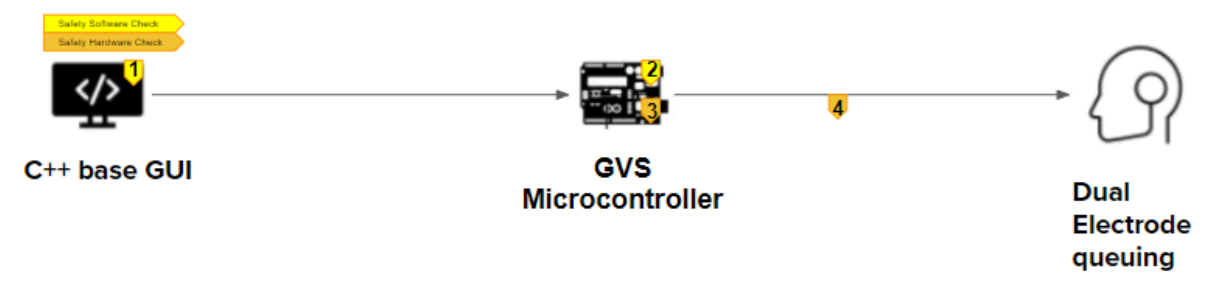 Safety Software Check
Safety Hardware Check
</>
1
2
3
4
C++ base GUI
GVS
Microcontroller
Dual
Electrode
queuing